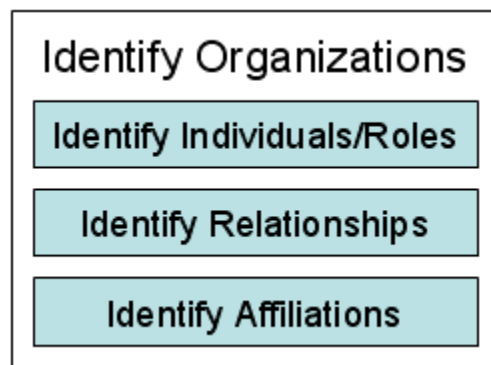 Identify Organizations
Identify Individuals/Roles
Identify Relationships
Identify Affiliations